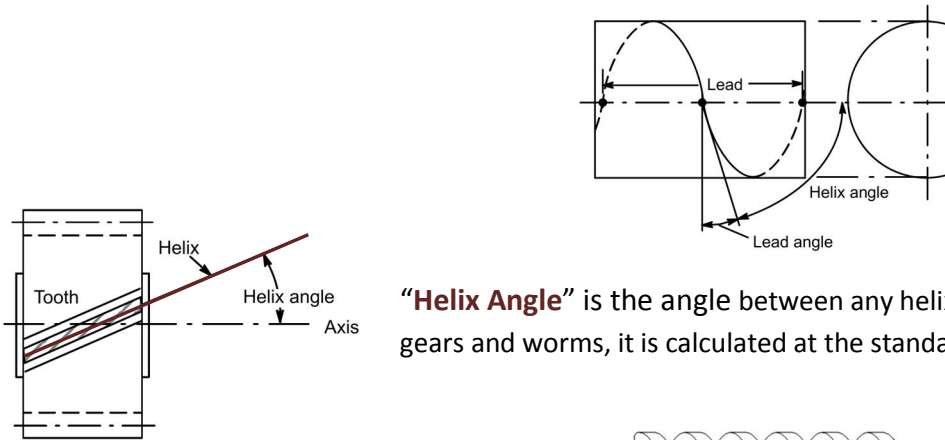 Lead
Helix angle
Lead angle
Helix
Tooth
Helix angle
Axis
“Helix Angle” is the angle between any helix
gears and worms, it is calculated at the standa